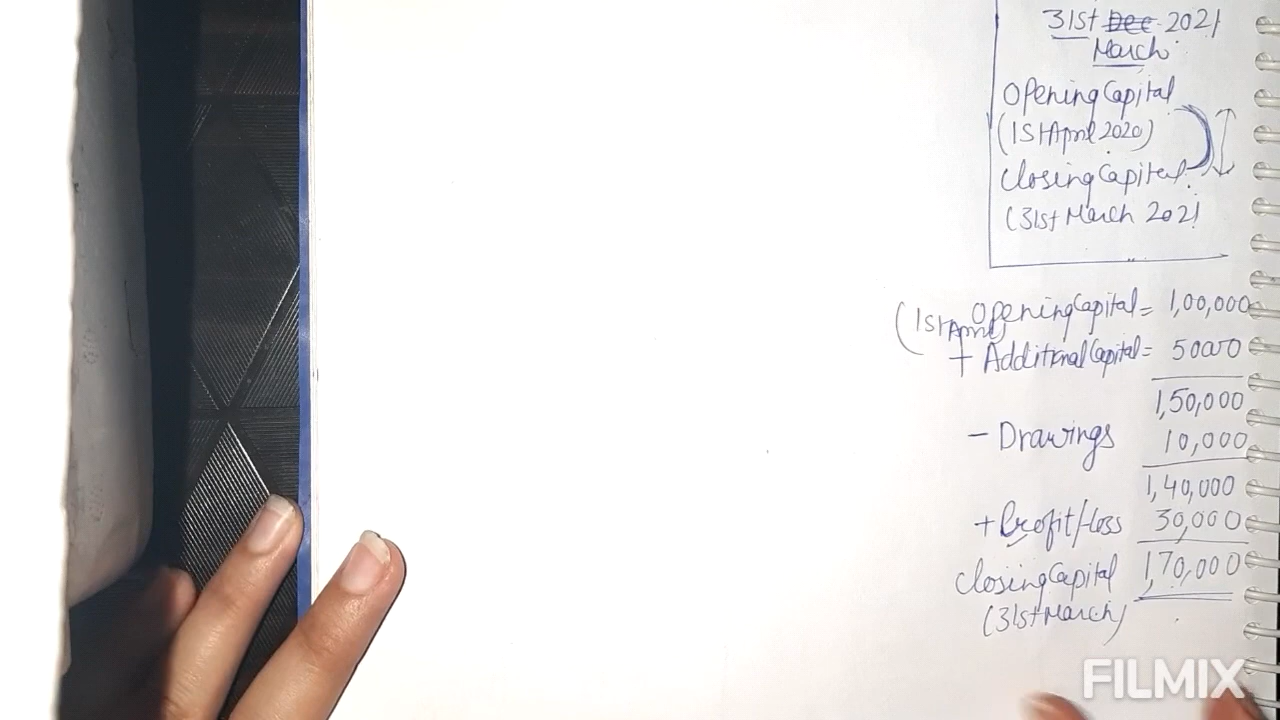 31st Dec 2021
March
Opening Capital
(1st April 2020)
Closing Capital
(31st March 2021
Opening Capital = 1,00,000
(1st April)
+ Additional Capital = 50000
1,50,000
- Drawings 10,000
1,40,000
+ Profit/-Loss 30,000
Closing Capital 1,70,000
(31st March)
FILMIX